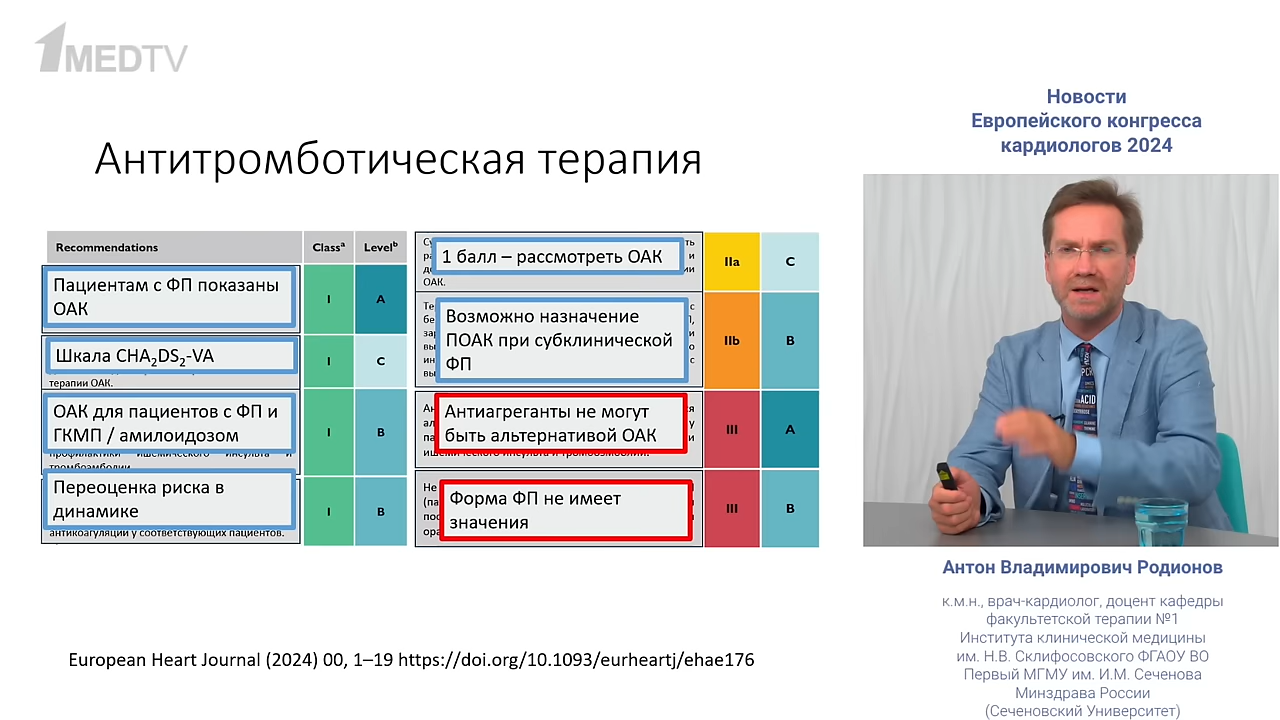 1MEDTV
Антитромботическая терапия
Recommendations
Classᵃ
Levelᵇ
Пациентам с ФП показаны
ОАК
I
A
Шкала CHA₂DS₂-VA
терапии ОАК.
I
C
ОАК для пациентов с ФП и
ГКМП / амилоидозом
профилактики ишемического инсульта и
тромбоэмболии.
I
B
Переоценка риска в
динамике
антикоагуляции у соответствующих пациентов.
I
B
1 балл – рассмотреть ОАК
ОАК.
IIa
C
Возможно назначение
ПОАК при субклинической
ФП
IIb
B
Антиагреганты не могут
быть альтернативой ОАК
ишемического инсульта и тромбоэмболии.
III
A
Форма ФП не имеет
значения
III
B
European Heart Journal (2024) 00, 1–19 https://doi.org/10.1093/eurheartj/ehae176
Новости
Европейского конгресса
кардиологов 2024
ACID
Антон Владимирович Родионов
к.м.н., врач-кардиолог, доцент кафедры
факультетской терапии №1
Института клинической медицины
им. Н.В. Склифосовского ФГАОУ ВО
Первый МГМУ им. И.М. Сеченова
Минздрава России
(Сеченовский Университет)